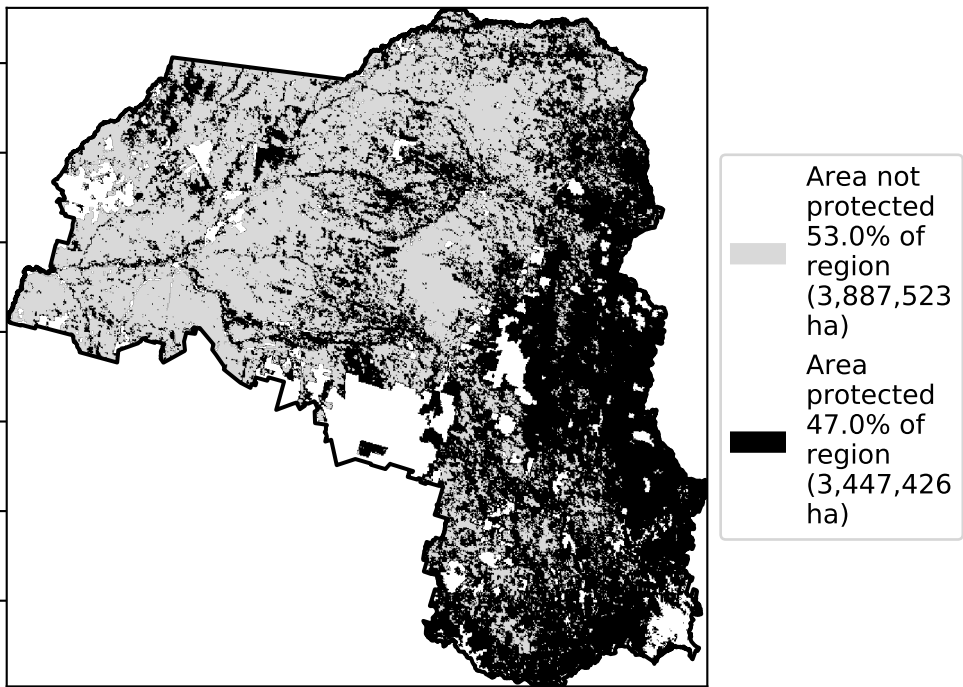 Area not
protected
53.0% of
region
(3,887,523
ha)
Area
protected
47.0% of
region
(3,447,426
ha)